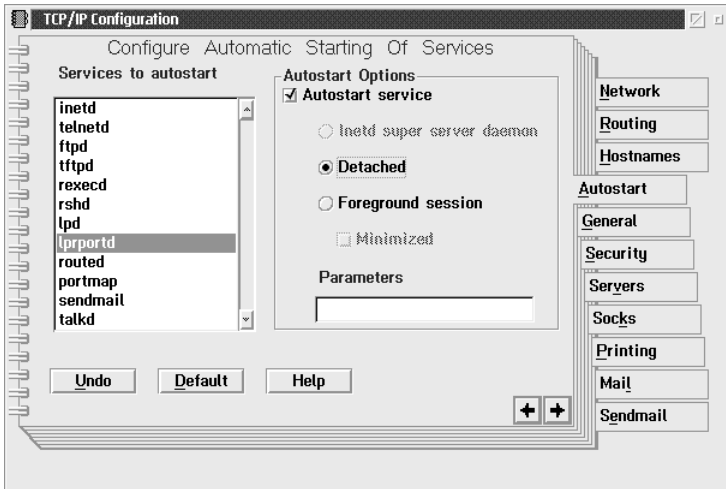 TCP/IP Configuration
Configure Automatic Starting Of Services
Services to autostart
inetd
telnetd
ftpd
tftpd
rexecd
rshd
lpd
lprportd
routed
portmap
sendmail
talkd
Autostart Options
Autostart service
Inetd super server daemon
Detached
Foreground session
Minimized
Parameters
Undo
Default
Help
Network
Routing
Hostnames
Autostart
General
Security
Servers
Socks
Printing
Mail
Sendmail